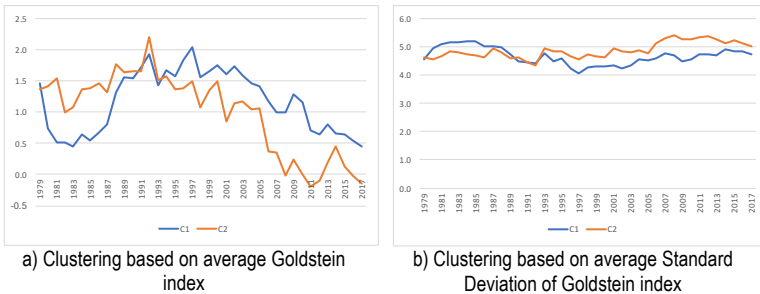 2.5
2.0
1.5
1.0
0.5
0.0
-0.5
1979 1981 1983 1985 1987 1989 1991 1993 1995 1997 1999 2001 2003 2005 2007 2009 2011 2013 2015 2017
C1 C2
a) Clustering based on average Goldstein
index
6.0
5.0
4.0
3.0
2.0
1.0
0.0
1979 1981 1983 1985 1987 1989 1991 1993 1995 1997 1999 2001 2003 2005 2007 2009 2011 2013 2015 2017
C1 C2
b) Clustering based on average Standard
Deviation of Goldstein index